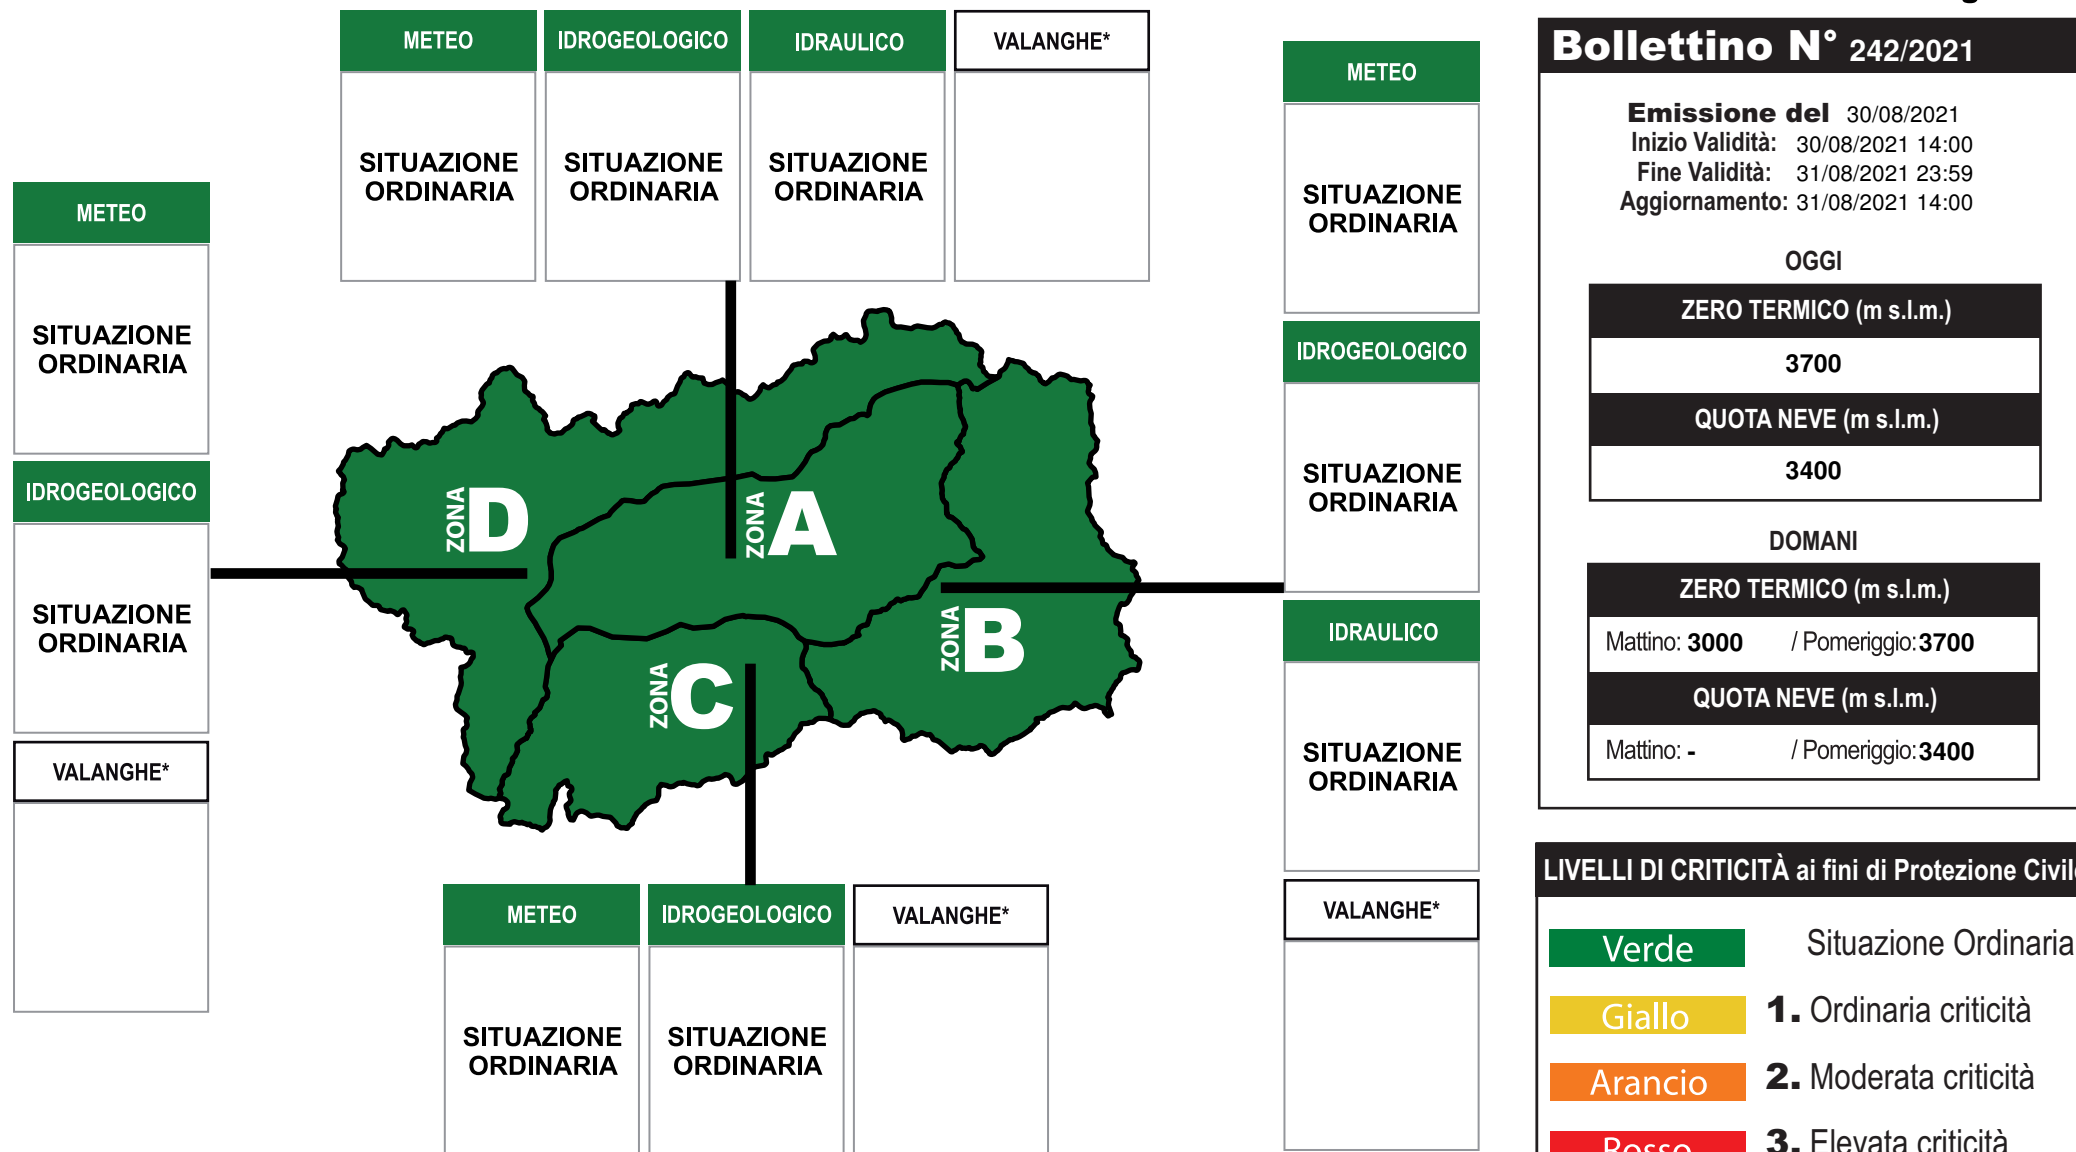 METEO
IDROGEOLOGICO
IDRAULICO
VALANGHE*
SITUAZIONE
ORDINARIA
SITUAZIONE
ORDINARIA
SITUAZIONE
ORDINARIA
METEO
SITUAZIONE
ORDINARIA
IDROGEOLOGICO
SITUAZIONE
ORDINARIA
VALANGHE*
ZONA D
ZONA A
ZONA B
ZONA C
METEO
SITUAZIONE
ORDINARIA
IDROGEOLOGICO
SITUAZIONE
ORDINARIA
IDRAULICO
SITUAZIONE
ORDINARIA
VALANGHE*
METEO
IDROGEOLOGICO
VALANGHE*
SITUAZIONE
ORDINARIA
SITUAZIONE
ORDINARIA
Bollettino N° 242/2021
Emissione del 30/08/2021
Inizio Validità: 30/08/2021 14:00
Fine Validità: 31/08/2021 23:59
Aggiornamento: 31/08/2021 14:00
OGGI
ZERO TERMICO (m s.l.m.)
3700
QUOTA NEVE (m s.l.m.)
3400
DOMANI
ZERO TERMICO (m s.l.m.)
Mattino: 3000 / Pomeriggio: 3700
QUOTA NEVE (m s.l.m.)
Mattino: - / Pomeriggio: 3400
LIVELLI DI CRITICITÀ ai fini di Protezione Civile
Verde Situazione Ordinaria
Giallo 1. Ordinaria criticità
Arancio 2. Moderata criticità
Rosso 3. Elevata criticità